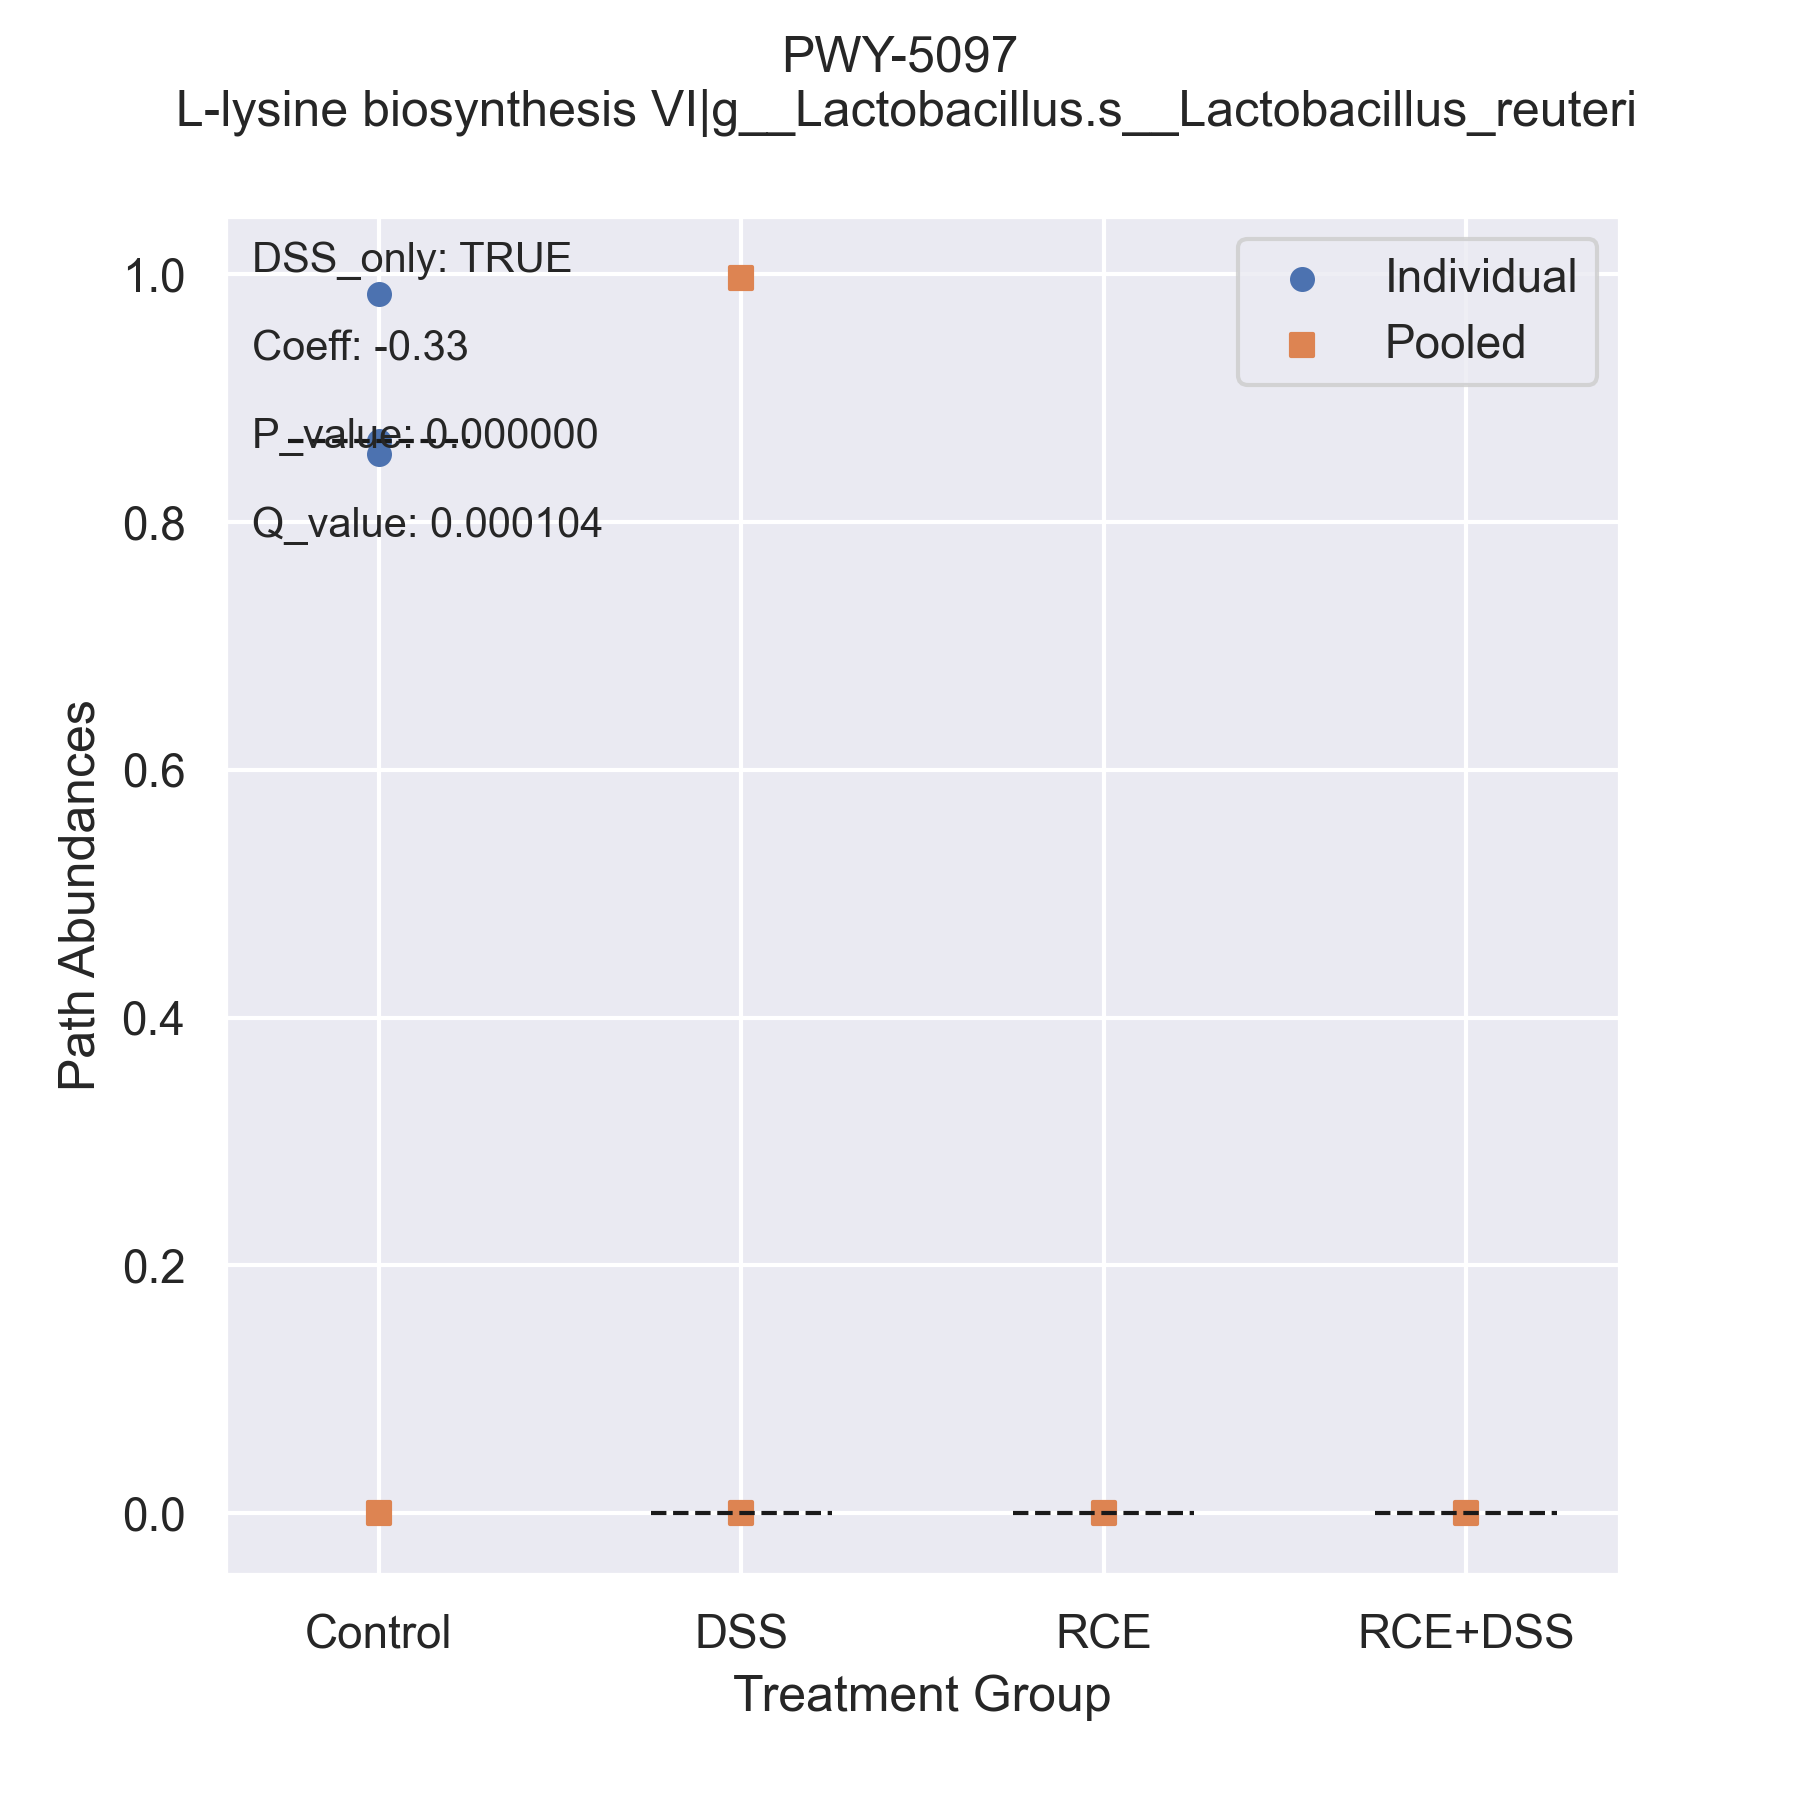 PWY-5097
L-lysine biosynthesis VI|g__Lactobacillus.s__Lactobacillus_reuteri
DSS_only: TRUE
Coeff: -0.33
P_value: 0.000000
Q_value: 0.000104
Individual
Pooled
Path Abundances
1.0
0.8
0.6
0.4
0.2
0.0
Control
DSS
RCE
RCE+DSS
Treatment Group